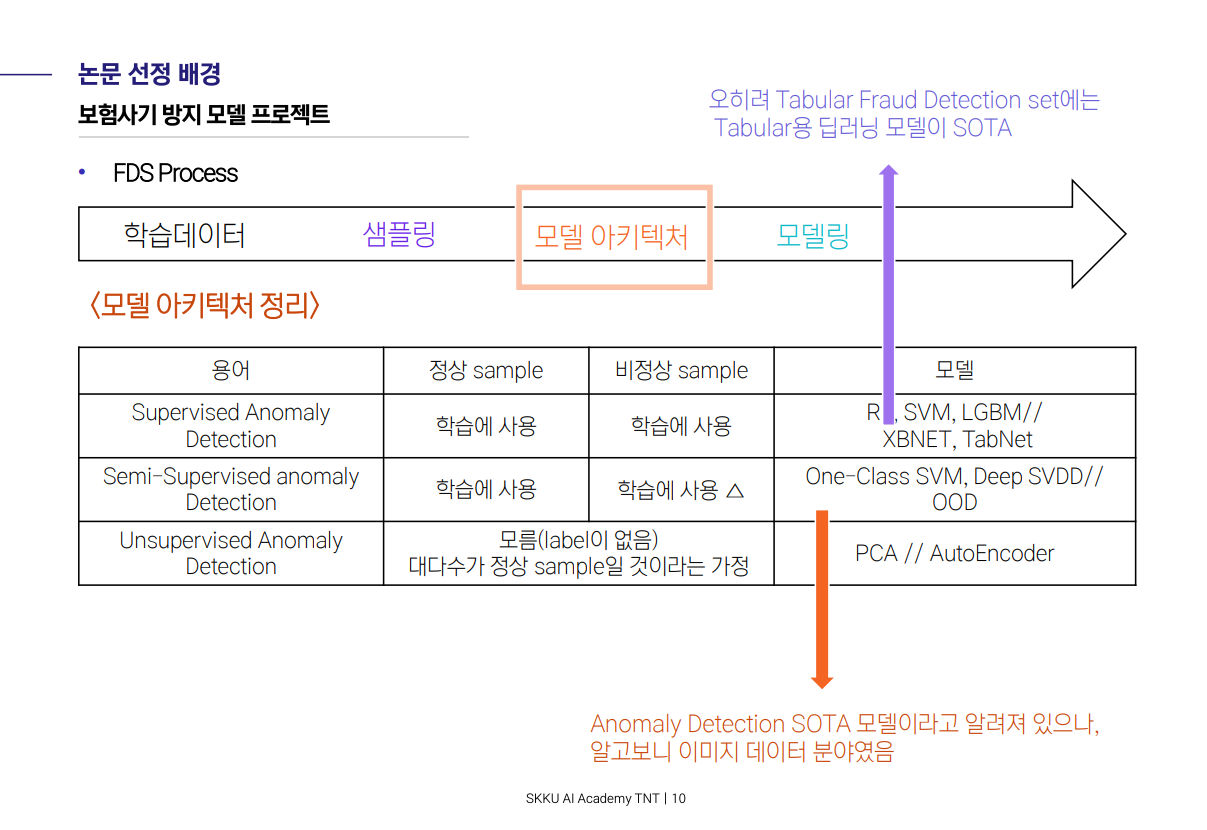 논문 선정 배경
보험사기 방지 모델 프로젝트
오히려 Tabular Fraud Detection set에는
Tabular용 딥러닝 모델이 SOTA
• FDS Process
학습데이터 샘플링 모델 아키텍처 모델링
<모델 아키텍처 정리>
용어 정상 sample 비정상 sample 모델
Supervised Anomaly
Detection
학습에 사용
학습에 사용
SVM, LGBM//
XBNET, TabNet
Semi-Supervised anomaly
Detection
학습에 사용
학습에 사용 △
One-Class SVM, Deep SVDD//
OOD
Unsupervised Anomaly
Detection
모름(label이 없음)
대다수가 정상 sample일 것이라는 가정
PCA // AutoEncoder
Anomaly Detection SOTA 모델이라고 알려져 있으나,
알고보니 이미지 데이터 분야였음
SKKU AI Academy TNT | 10